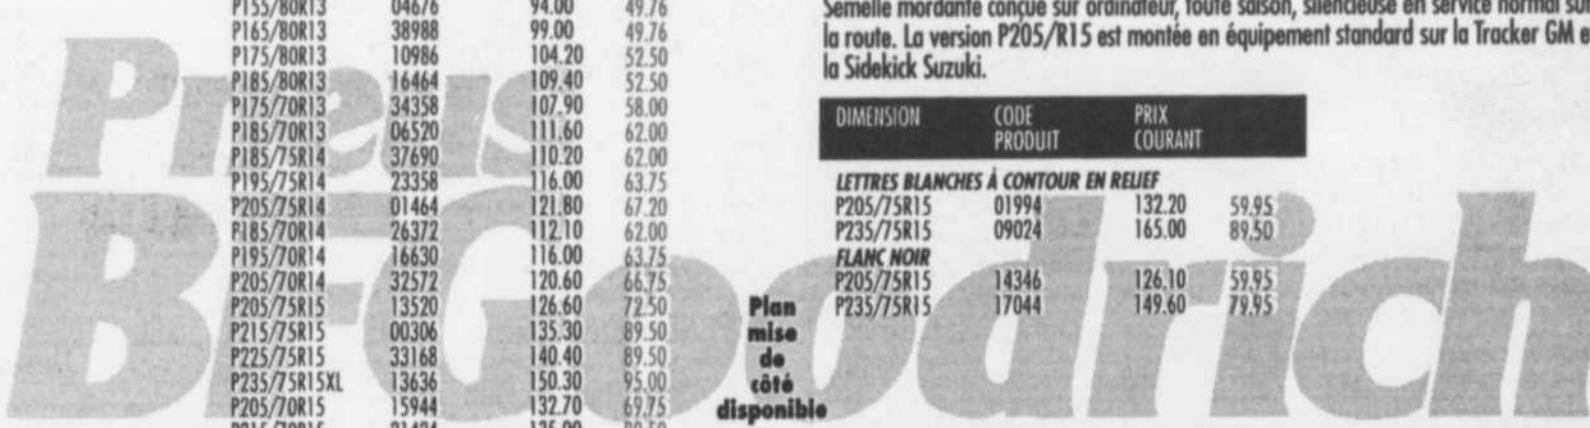 P155/80R13 04676 94.00 49.76
P165/80R13 38988 99.00 49.76
P175/80R13 10986 104.20 52.50
P185/80R13 16464 109.40 52.50
P175/70R13 34358 107.90 58.00
P185/70R13 06520 111.60 62.00
P185/75R14 37690 110.20 62.00
P195/75R14 23358 116.00 63.75
P205/75R14 01464 121.80 67.20
P185/70R14 26372 112.10 62.00
P195/70R14 16630 116.00 63.75
P205/70R14 32572 120.60 66.75
P205/75R15 13520 126.60 72.50
P215/75R15 00306 135.30 89.50
P225/75R15 33168 140.40 89.50
P235/75R15XL 13636 150.30 95.00
P205/70R15 15944 132.70 69.75
Pneus
BFGoodrich
Plan
mise
de
côté
disponible
Semelle mordante conçue sur ordinateur, toute saison, silencieuse en service normal sur
la route. La version P205/R15 est montée en équipement standard sur la Tracker GM et
la Sidekick Suzuki.
DIMENSION CODE PRIX
PRODUIT COURANT
LETTRES BLANCHES À CONTOUR EN RELIEF
P205/75R15 01994 132.20 59.95
P235/75R15 09024 165.00 89.50
FLANC NOIR
P205/75R15 14346 126.10 59.95
P235/75R15 17044 149.60 79.95